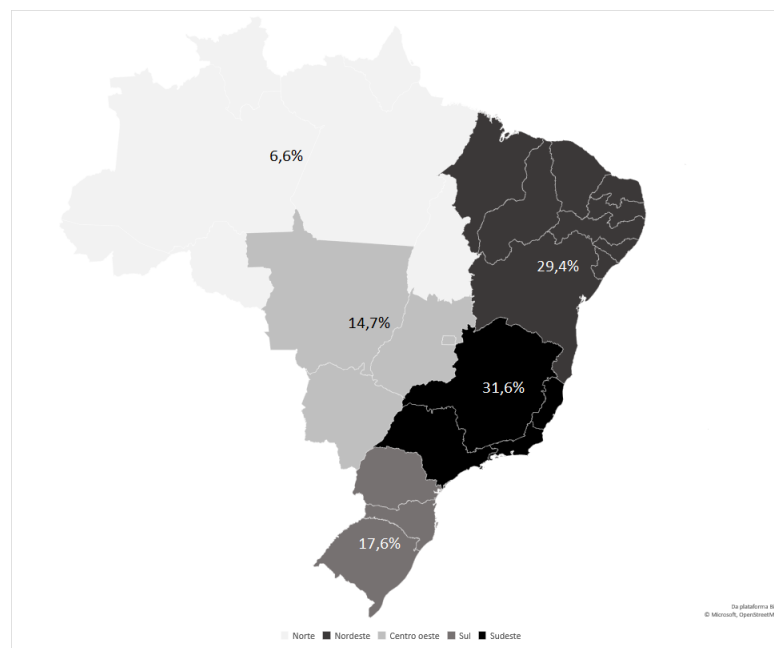 6,6%
29,4%
14,7%
31,6%
17,6%
Da plataforma
© Microsoft, OpenStreetM
Norte Nordeste Centro oeste Sul Sudeste